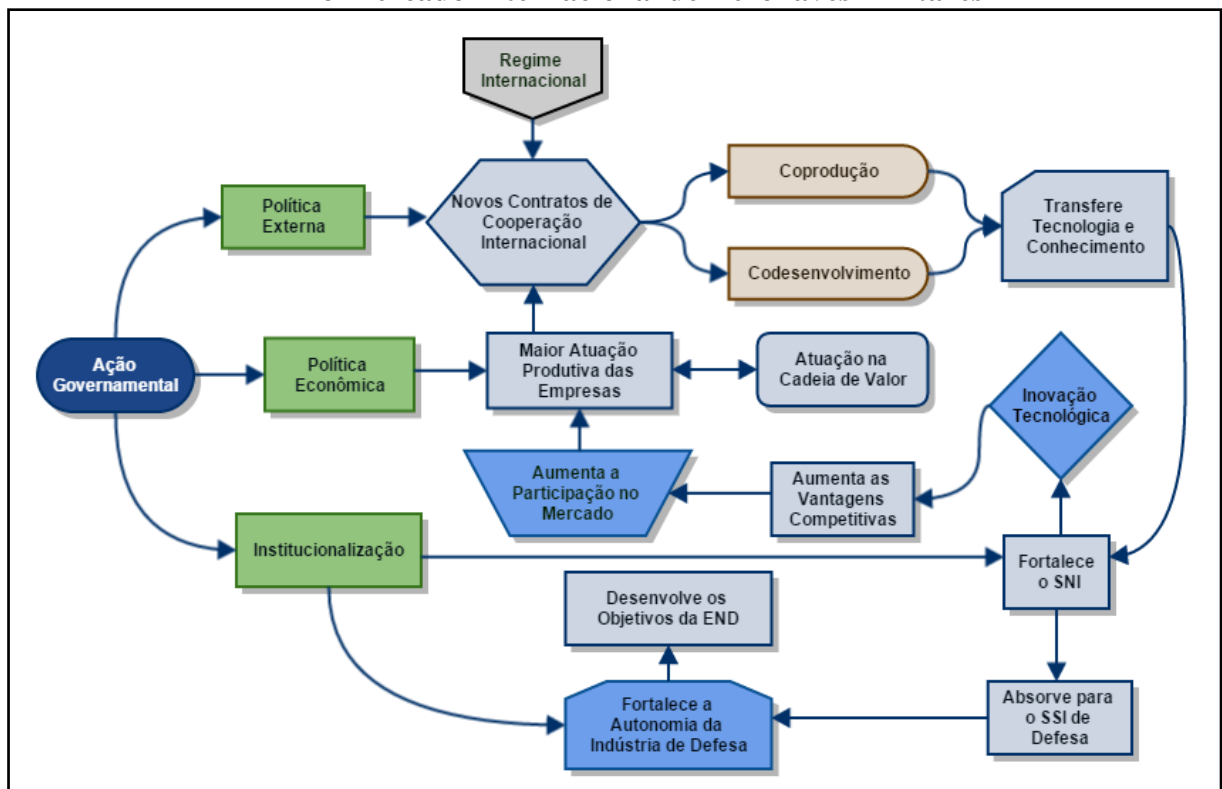 Regime
Internacional
Novos Contratos de
Cooperação
Internacional
Coprodução
Codesenvolvimento
Transfere
Tecnologia e
Conhecimento
Política
Externa
Ação
Governamental
Política
Econômica
Maior Atuação
Produtiva das
Empresas
Atuação na
Cadeia de Valor
Inovação
Tecnológica
Aumenta a
Participação no
Mercado
Aumenta as
Vantagens
Competitivas
Institucionalização
Fortalece
o SNI
Desenvolve os
Objetivos da END
Fortalece a
Autonomia da
Indústria de Defesa
Absorve para
o SSI de
Defesa